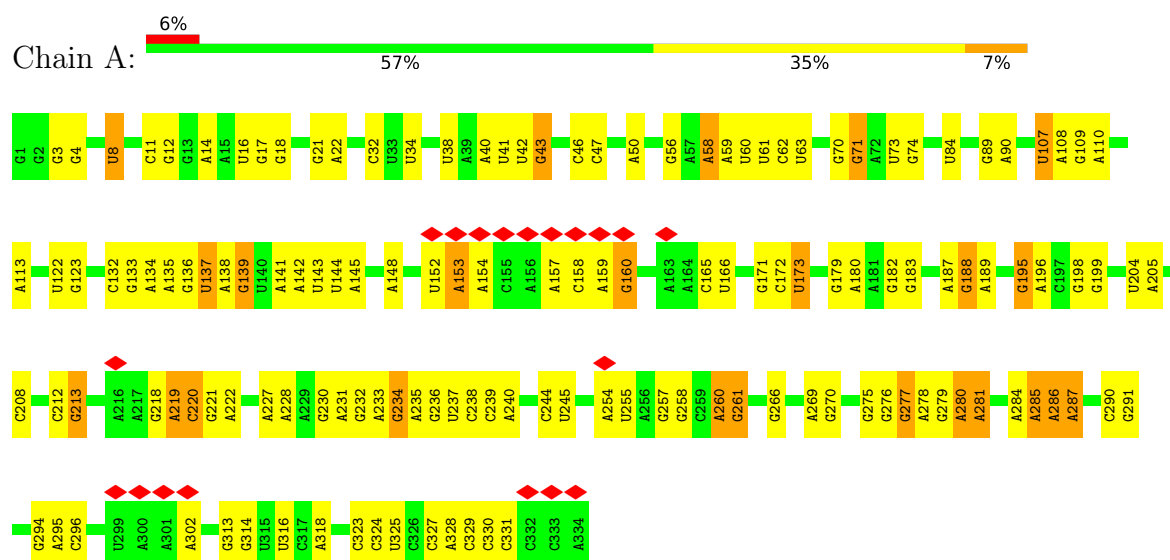 6%
Chain A:
57% 35% 7%
G1 G2 G3 G4 U8 C11 G12 G13 A14 A15 U16 G17 G18 G21 A22 C32 U33 U34 U38 A39 A40 U41 U42 G43 C46 C47 A50 G56 A57 A58 A59 U60 U61 C62 U63 G70 G71 A72 U73 G74 U84 G89 A90 U107 A108 G109 A110
A113 U122 G123 C132 G133 A134 A135 G136 U137 A138 G139 U140 A141 A142 U143 U144 A145 A148 U152 A153 A154 C155 A156 A157 C158 A159 G160 A163 A164 C165 U166 G171 C172 U173 G179 A180 A181 G182 G183 A187 G188 A189 G195 A196 C197 G198 G199 U204 A205
C208 C212 G213 A216 A217 G218 A219 C220 G221 A222 A227 A228 A229 G230 A231 G232 A233 G234 A235 G236 U237 C238 C239 A240 C244 U245 A254 U255 A256 G257 G258 C259 A260 G261 G266 A269 G270 G275 G276 G277 A278 G279 A280 A281 A284 A285 A286 A287 C290 G291
G294 A295 C296 U299 A300 A301 A302 G313 G314 U315 U316 C317 A318 C323 C324 U325 C326 C327 A328 C329 C330 C331 C332 C333 A334